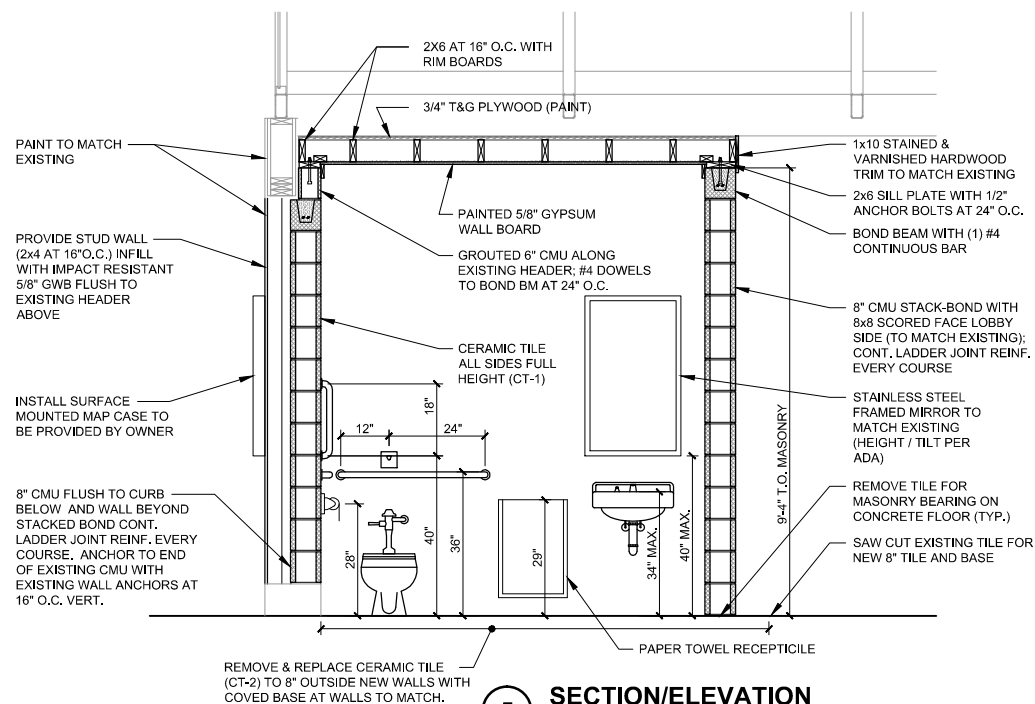 2X6 AT 16" O.C. WITH
RIM BOARDS
3/4" T&G PLYWOOD (PAINT)
PAINT TO MATCH
EXISTING
PROVIDE STUD WALL
(2x4 AT 16"O.C.) INFILL
WITH IMPACT RESISTANT
5/8" GWB FLUSH TO
EXISTING HEADER
ABOVE
INSTALL SURFACE
MOUNTED MAP CASE TO
BE PROVIDED BY OWNER
8" CMU FLUSH TO CURB
BELOW AND WALL BEYOND
STACKED BOND CONT.
LADDER JOINT REINF. EVERY
COURSE. ANCHOR TO END
OF EXISTING CMU WITH
EXISTING WALL ANCHORS AT
16" O.C. VERT.
PAINTED 5/8" GYPSUM
WALL BOARD
GROUTED 6" CMU ALONG
EXISTING HEADER; #4 DOWELS
TO BOND BM AT 24" O.C.
CERAMIC TILE
ALL SIDES FULL
HEIGHT (CT-1)
18"
12"
24"
28"
40"
36"
29"
34" MAX.
40" MAX.
9'-4" T.O. MASONRY
1x10 STAINED &
VARNISHED HARDWOOD
TRIM TO MATCH EXISTING
2x6 SILL PLATE WITH 1/2"
ANCHOR BOLTS AT 24" O.C.
BOND BEAM WITH (1) #4
CONTINUOUS BAR
8" CMU STACK-BOND WITH
8x8 SCORED FACE LOBBY
SIDE (TO MATCH EXISTING);
CONT. LADDER JOINT REINF.
EVERY COURSE
STAINLESS STEEL
FRAMED MIRROR TO
MATCH EXISTING
(HEIGHT / TILT PER
ADA)
REMOVE TILE FOR
MASONRY BEARING ON
CONCRETE FLOOR (TYP.)
SAW CUT EXISTING TILE FOR
NEW 8" TILE AND BASE
PAPER TOWEL RECEPTICILE
REMOVE & REPLACE CERAMIC TILE
(CT-2) TO 8" OUTSIDE NEW WALLS WITH
COVED BASE AT WALLS TO MATCH.
SECTION/ELEVATION